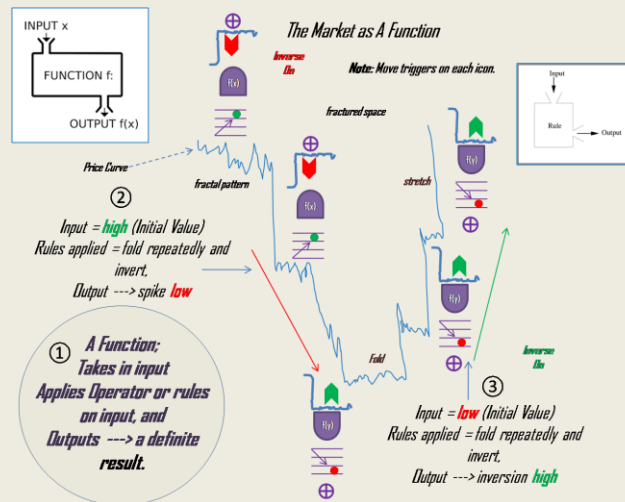 The Market as A Function
INPUT x
FUNCTION f:
OUTPUT f(x)
Inverse
On
Note: Move triggers on each icon.
Input
Rule
Output
f(x)
fractured space
f(y)
Price Curve
fractal pattern
stretch
f(x)
②
Input = high (Initial Value)
Rules applied = fold repeatedly and
invert,
Output ---> spike low
f(y)
①
A Function;
Takes in input
Applies Operator or rules
on input, and
Outputs ---> a definite
result.
Fold
f(y)
Inverse
On
③
Input = low (Initial Value)
Rules applied = fold repeatedly and
invert,
Output ---> inversion high